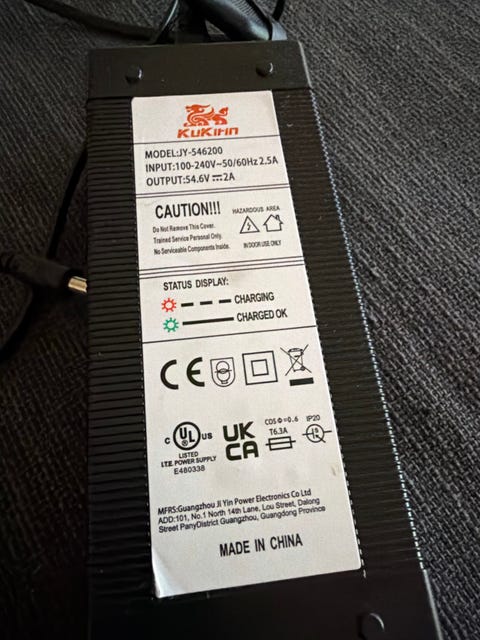 KuKirin
MODEL:JY-546200
INPUT:100-240V~50/60Hz 2.5A
OUTPUT:54.6V⎓2A
CAUTION!!!
Do Not Remove This Cover.
Trained Service Personal Only.
No Serviceable Components Inside.
HAZARDOUS AREA
IN DOOR USE ONLY
STATUS DISPLAY:
CHARGING
CHARGED OK
CE
C UL US
LISTED
I.T.E. POWER SUPPLY
E480338
UK
CA
COS Φ=0.6
T6.3A
IP20
MFRS:Guangzhou Ji Yin Power Electronics Co Ltd
ADD:101, No.1 North 14th Lane, Lou Street, Dalong
Street PanyDistrict Guangzhou, Guangdong Province
MADE IN CHINA